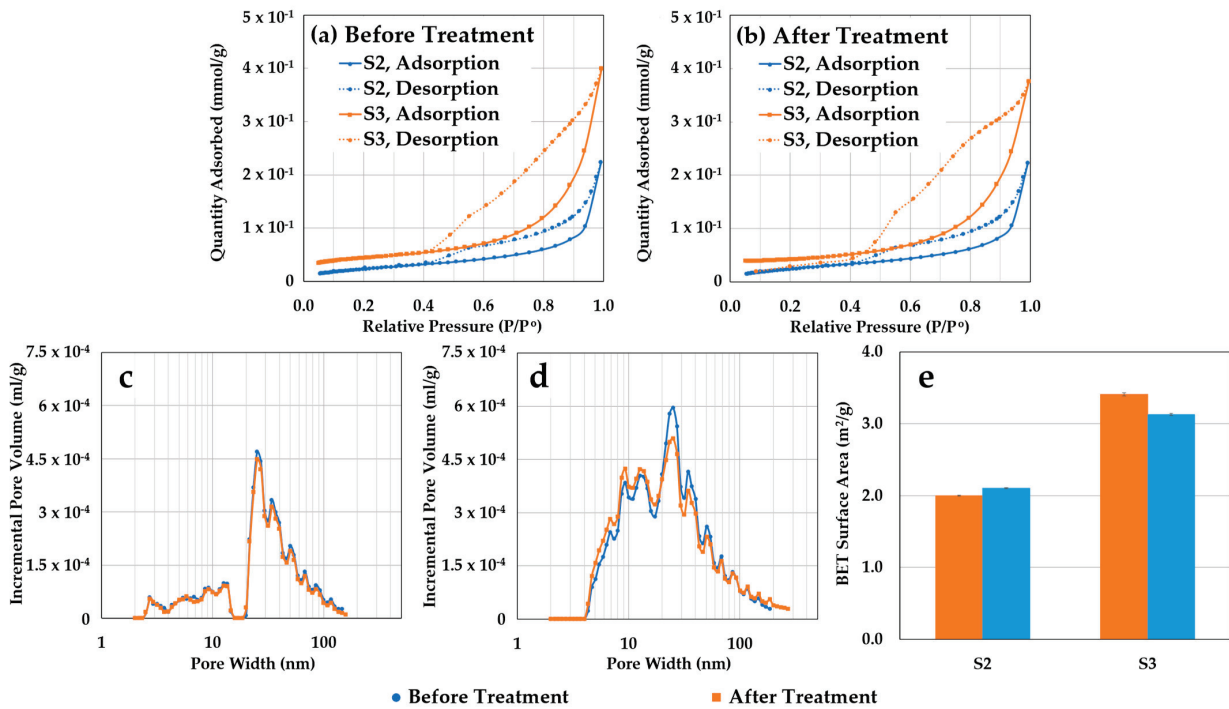 (a) Before Treatment
S2, Adsorption
S2, Desorption
S3, Adsorption
S3, Desorption
Quantity Adsorbed (mmol/g)
5 x 10⁻¹
4 x 10⁻¹
3 x 10⁻¹
2 x 10⁻¹
1 x 10⁻¹
0
0.0 0.2 0.4 0.6 0.8 1.0
Relative Pressure (P/P°)
(b) After Treatment
S2, Adsorption
S2, Desorption
S3, Adsorption
S3, Desorption
Quantity Adsorbed (mmol/g)
5 x 10⁻¹
4 x 10⁻¹
3 x 10⁻¹
2 x 10⁻¹
1 x 10⁻¹
0
0.0 0.2 0.4 0.6 0.8 1.0
Relative Pressure (P/P°)
c
Incremental Pore Volume (ml/g)
7.5 x 10⁻⁴
6 x 10⁻⁴
4.5 x 10⁻⁴
3 x 10⁻⁴
1.5 x 10⁻⁴
0
1 10 100
Pore Width (nm)
d
Incremental Pore Volume (ml/g)
7.5 x 10⁻⁴
6 x 10⁻⁴
4.5 x 10⁻⁴
3 x 10⁻⁴
1.5 x 10⁻⁴
0
1 10 100
Pore Width (nm)
e
BET Surface Area (m²/g)
4.0
3.0
2.0
1.0
0.0
S2 S3
Before Treatment After Treatment